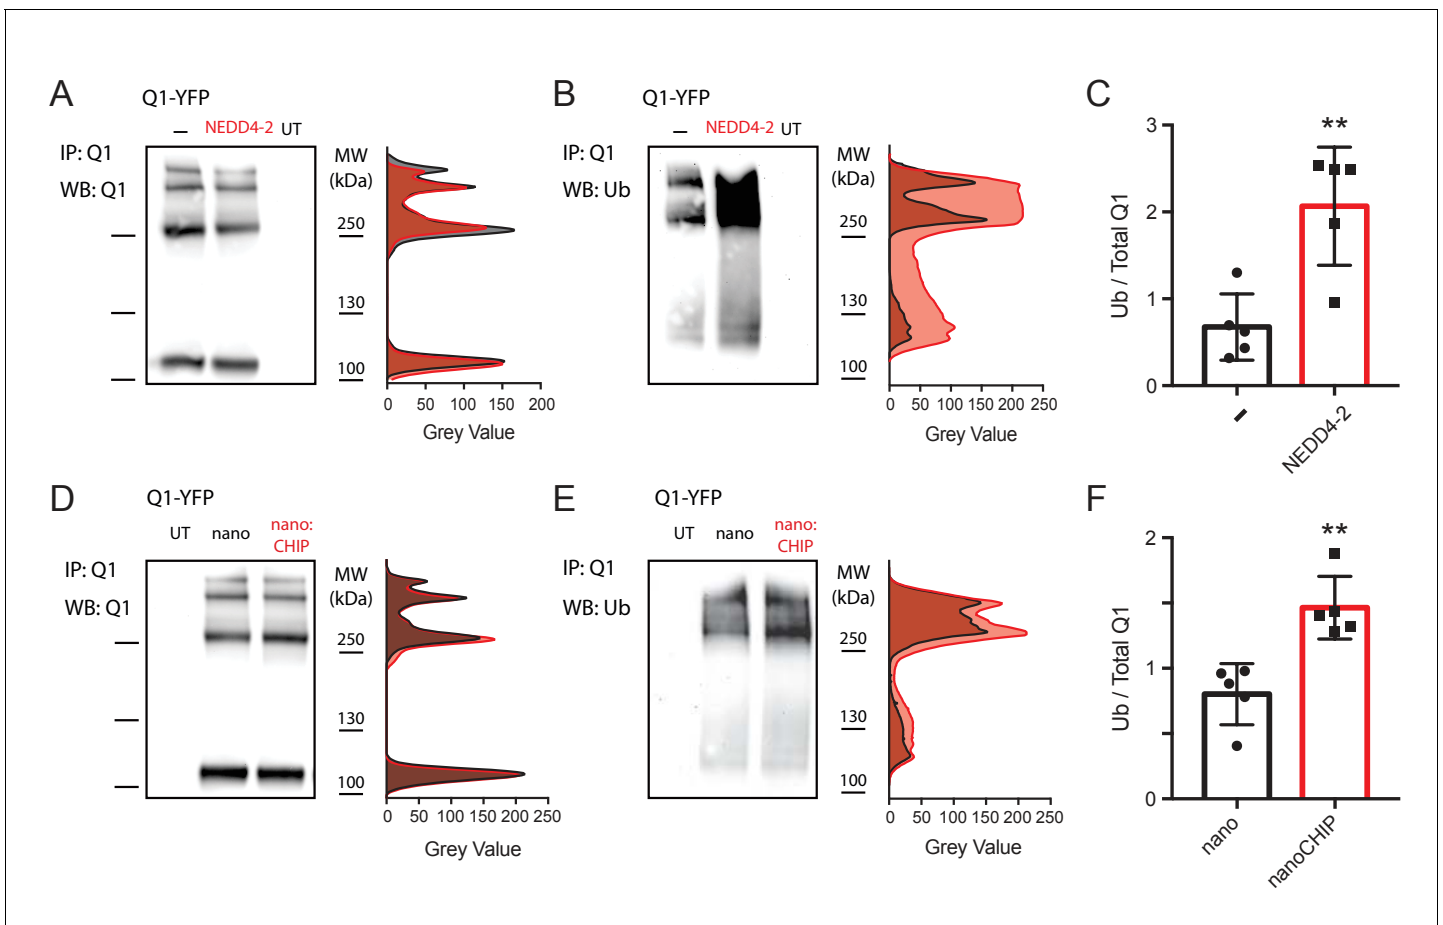 A
Q1-YFP
– NEDD4-2 UT
IP: Q1
WB: Q1
MW
(kDa)
250
130
100
0 50 100 150 200
Grey Value
B
Q1-YFP
– NEDD4-2 UT
IP: Q1
WB: Ub
MW
(kDa)
250
130
100
0 50 100 150 200 250
Grey Value
C
Ub / Total Q1
3
2
1
0
**
–
NEDD4-2
D
Q1-YFP
UT nano nano:
CHIP
IP: Q1
WB: Q1
MW
(kDa)
250
130
100
0 50 100 150 200 250
Grey Value
E
Q1-YFP
UT nano nano:
CHIP
IP: Q1
WB: Ub
MW
(kDa)
250
130
100
0 50 100 150 200 250
Grey Value
F
Ub / Total Q1
2
1
0
**
nano
nanoCHIP